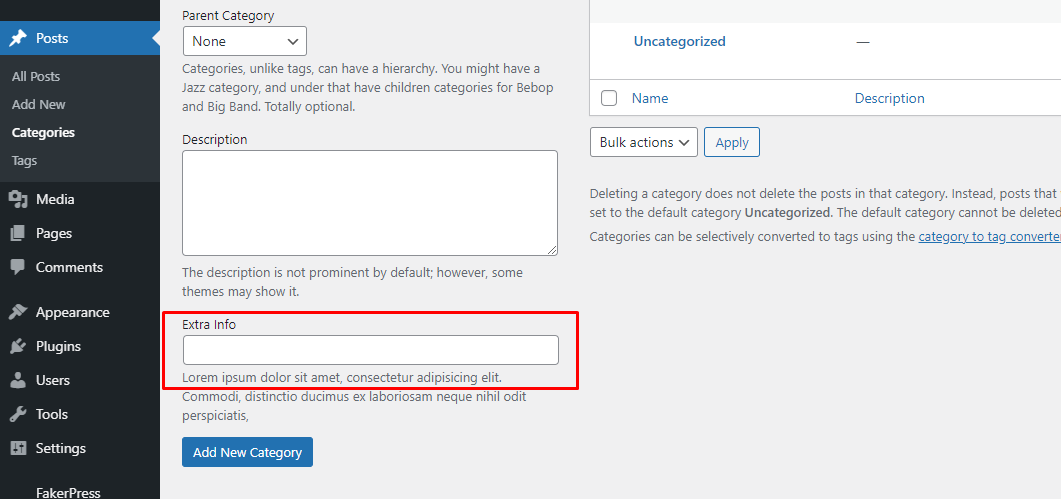 Posts
All Posts
Add New
Categories
Tags
Media
Pages
Comments
Appearance
Plugins
Users
Tools
Settings
FakerPress
Parent Category
None
Categories, unlike tags, can have a hierarchy. You might have a
Jazz category, and under that have children categories for Bebop
and Big Band. Totally optional.
Description
The description is not prominent by default; however, some
themes may show it.
Extra Info
Lorem ipsum dolor sit amet, consectetur adipisicing elit.
Commodi, distinctio ducimus ex laboriosam neque nihil odit
perspiciatis,
Add New Category
Uncategorized —
Name Description
Bulk actions Apply
Deleting a category does not delete the posts in that category. Instead, posts that
set to the default category Uncategorized. The default category cannot be deleted
Categories can be selectively converted to tags using the category to tag converter